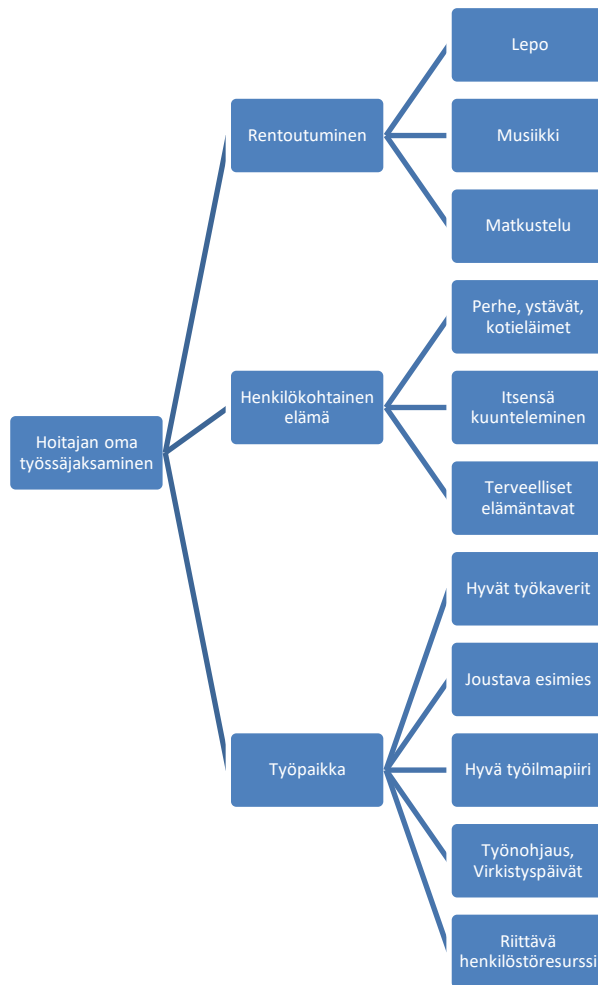 Hoitajan oma
työssäjaksaminen
Rentoutuminen
Lepo
Musiikki
Matkustelu
Henkilökohtainen
elämä
Perhe, ystävät,
kotieläimet
Itsensä
kuunteleminen
Terveelliset
elämäntavat
Työpaikka
Hyvät työkaverit
Joustava esimies
Hyvä työilmapiiri
Työnohjaus,
Virkistyspäivät
Riittävä
henkilöstöresurssi